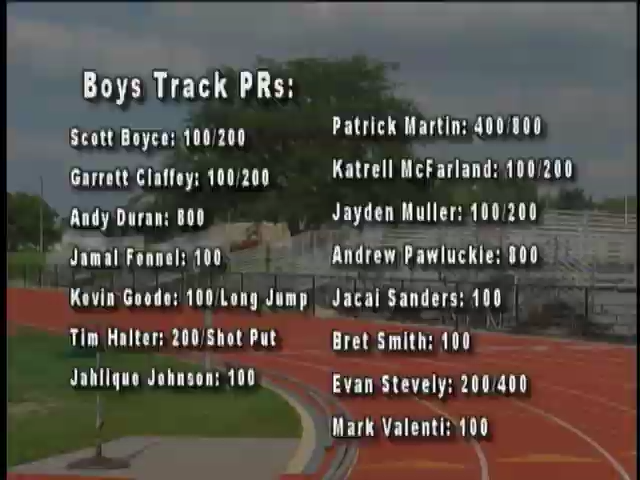 Boys Track PRs:
Scott Boyce: 100/200
Garrett Claffey: 100/200
Andy Duran: 800
Jamal Fennel: 100
Kevin Goode: 100/Long Jump
Tim Halter: 200/Shot Put
Jahlique Johnson: 100
Patrick Martin: 400/800
Katrell McFarland: 100/200
Jayden Muller: 100/200
Andrew Pawluckie: 800
Jacai Sanders: 100
Bret Smith: 100
Evan Stevely: 200/400
Mark Valenti: 100